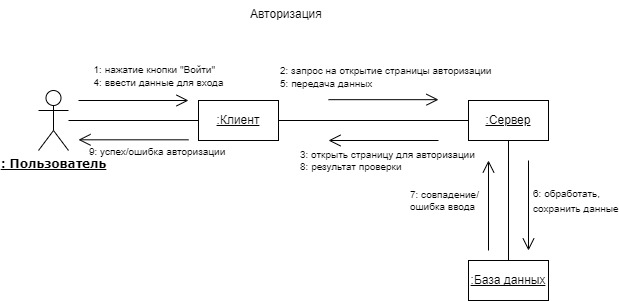 Авторизация
1: нажатие кнопки "Войти"
4: ввести данные для входа
2: запрос на открытие страницы авторизации
5: передача данных
:Клиент
:Сервер
9: успех/ошибка авторизации
: Пользователь
3: открыть страницу для авторизации
8: результат проверки
7: совпадение/
ошибка ввода
6: обработать,
сохранить данные
:База данных